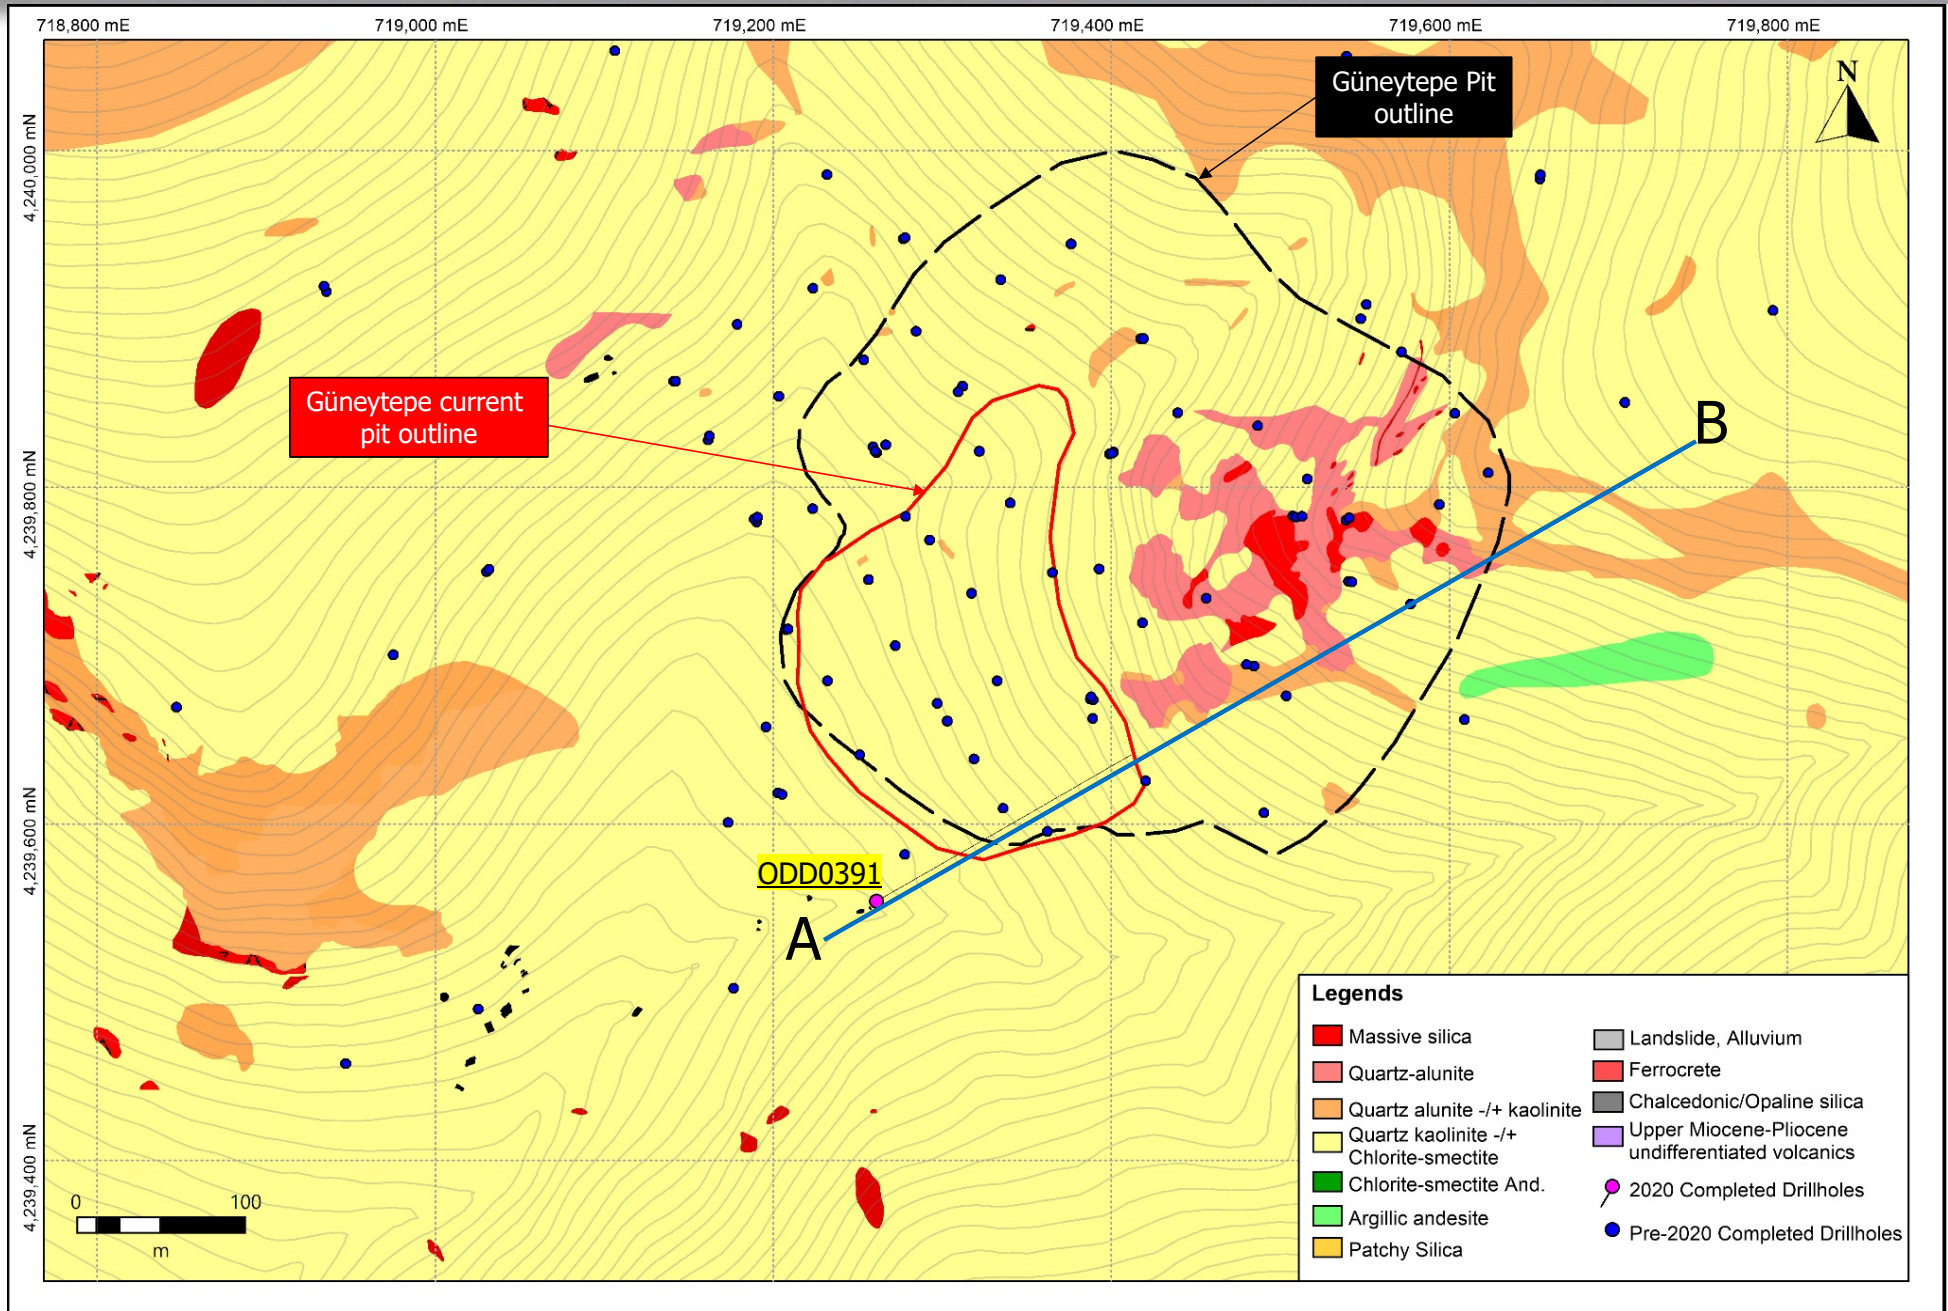 718,800 mE
719,000 mE
719,200 mE
719,400 mE
719,600 mE
719,800 mE
Güneytepe Pit
outline
N
4,240,000 mN
Güneytepe current
pit outline
B
4,239,800 mN
4,239,600 mN
ODD0391
A
4,239,400 mN
0
100
m
Legends
Massive silica
Quartz-alunite
Quartz alunite -/+ kaolinite
Quartz kaolinite -/+
Chlorite-smectite
Chlorite-smectite And.
Argillic andesite
Patchy Silica
Landslide, Alluvium
Ferrocrete
Chalcedonic/Opaline silica
Upper Miocene-Pliocene
undifferentiated volcanics
2020 Completed Drillholes
Pre-2020 Completed Drillholes